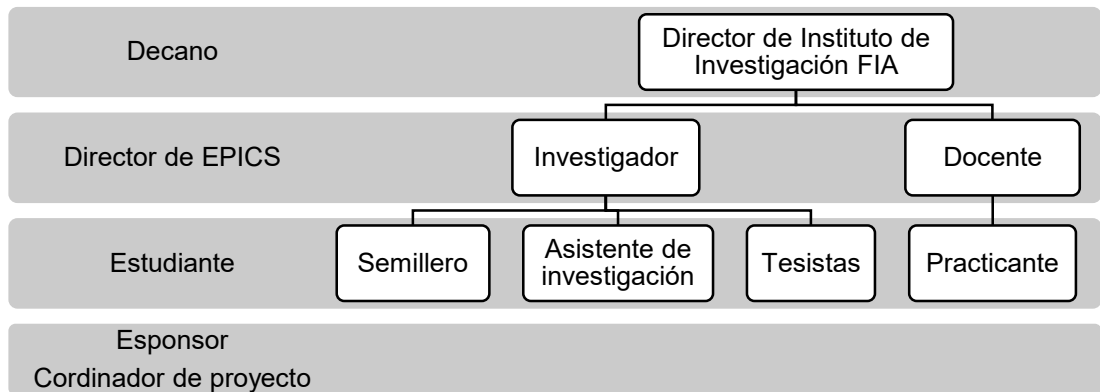 Decano
Director de Instituto de
Investigación FIA
Director de EPICS
Investigador
Docente
Estudiante
Semillero
Asistente de
investigación
Tesistas
Practicante
Esponsor
Cordinador de proyecto